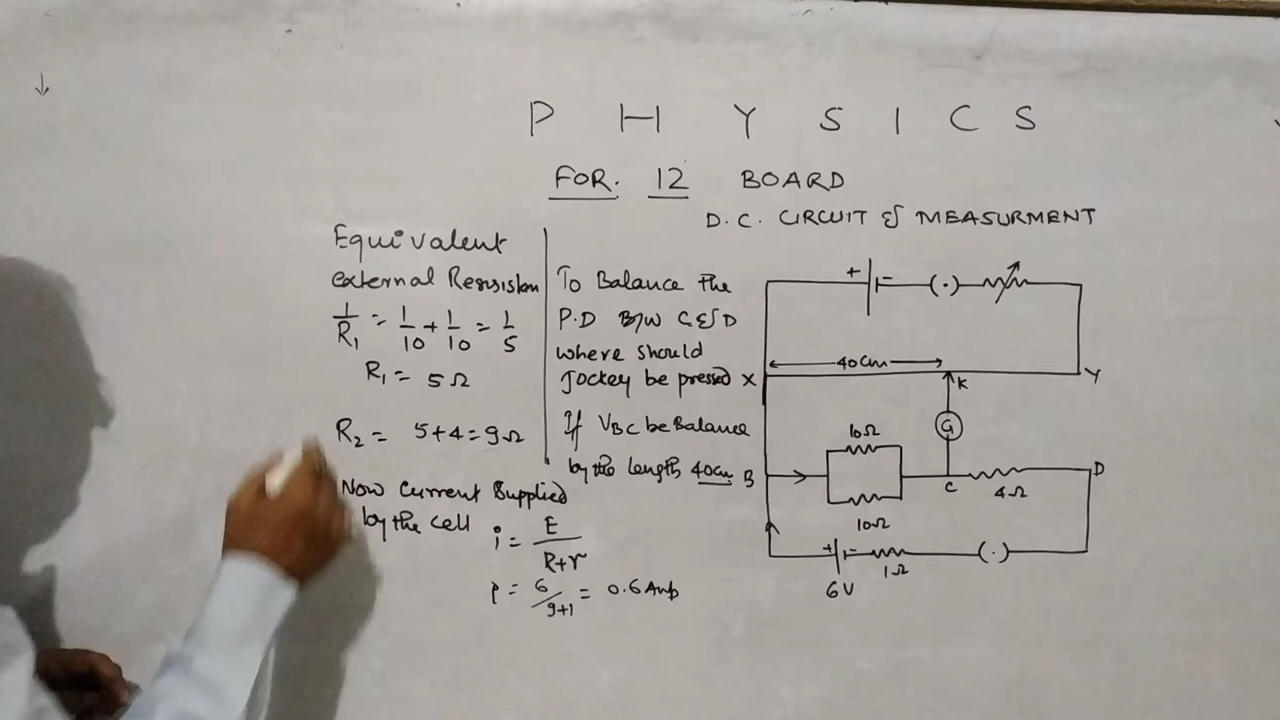 P H Y S I C S
FOR. 12 BOARD
D.C. CIRCUIT & MEASURMENT
Equivalent
external Ressisten
1/R₁ = 1/10 + 1/10 = 1/5
R₁ = 5Ω
R₂ = 5+4=9Ω
Now current supplied
by the cell
i = E/R+r
i = 6/9+1 = 0.6 Amp
To Balance the
P.D B/W C & D
where should
Jockey be pressed
If VBC be Balance
by the length 40cm
+ -
(·)
40cm
X
Y
K
G
10Ω
B
C
D
4Ω
10Ω
+ -
1Ω
(·)
6V